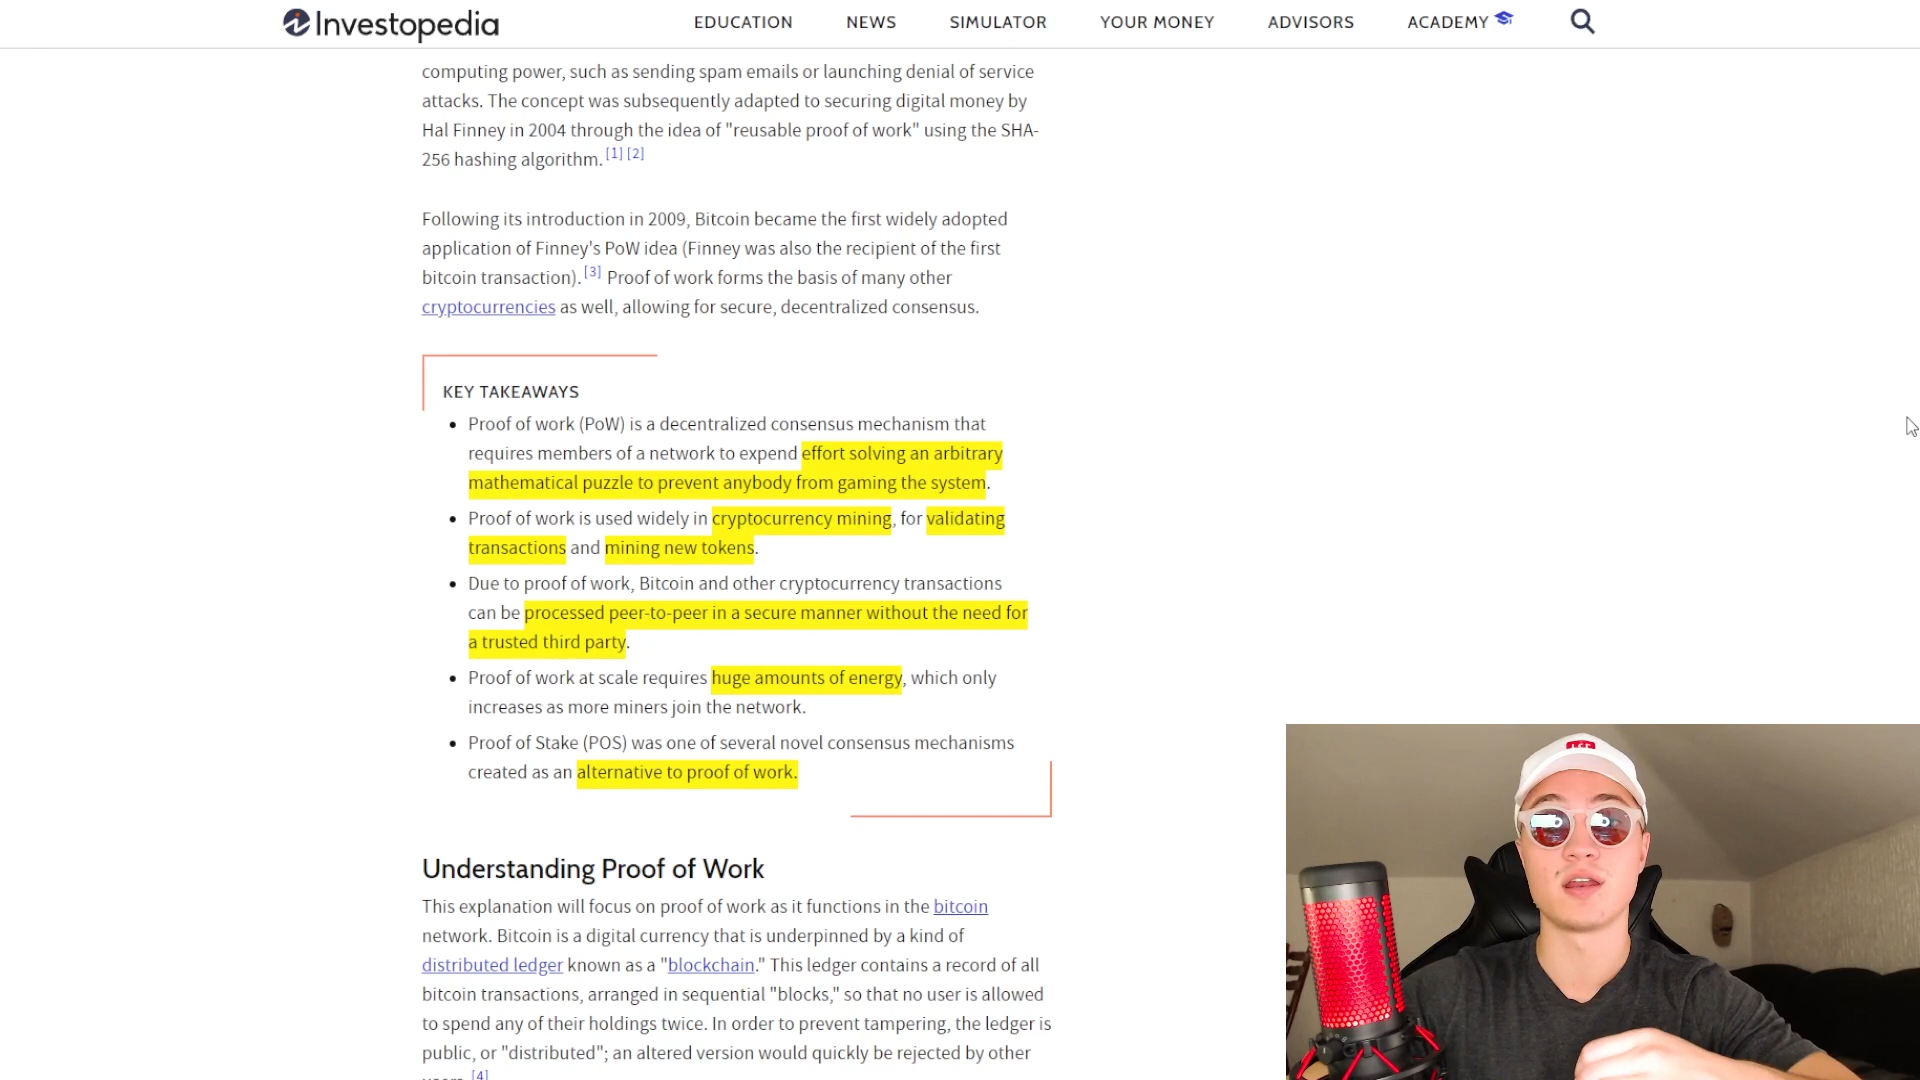 Investopedia
EDUCATION NEWS SIMULATOR YOUR MONEY ADVISORS ACADEMY
computing power, such as sending spam emails or launching denial of service
attacks. The concept was subsequently adapted to securing digital money by
Hal Finney in 2004 through the idea of "reusable proof of work" using the SHA-
256 hashing algorithm. [1] [2]
Following its introduction in 2009, Bitcoin became the first widely adopted
application of Finney's PoW idea (Finney was also the recipient of the first
bitcoin transaction). [3] Proof of work forms the basis of many other
cryptocurrencies as well, allowing for secure, decentralized consensus.
KEY TAKEAWAYS
• Proof of work (PoW) is a decentralized consensus mechanism that
requires members of a network to expend effort solving an arbitrary
mathematical puzzle to prevent anybody from gaming the system.
• Proof of work is used widely in cryptocurrency mining, for validating
transactions and mining new tokens.
• Due to proof of work, Bitcoin and other cryptocurrency transactions
can be processed peer-to-peer in a secure manner without the need for
a trusted third party.
• Proof of work at scale requires huge amounts of energy, which only
increases as more miners join the network.
• Proof of Stake (POS) was one of several novel consensus mechanisms
created as an alternative to proof of work.
Understanding Proof of Work
This explanation will focus on proof of work as it functions in the bitcoin
network. Bitcoin is a digital currency that is underpinned by a kind of
distributed ledger known as a "blockchain." This ledger contains a record of all
bitcoin transactions, arranged in sequential "blocks," so that no user is allowed
to spend any of their holdings twice. In order to prevent tampering, the ledger is
public, or "distributed"; an altered version would quickly be rejected by other
[4]